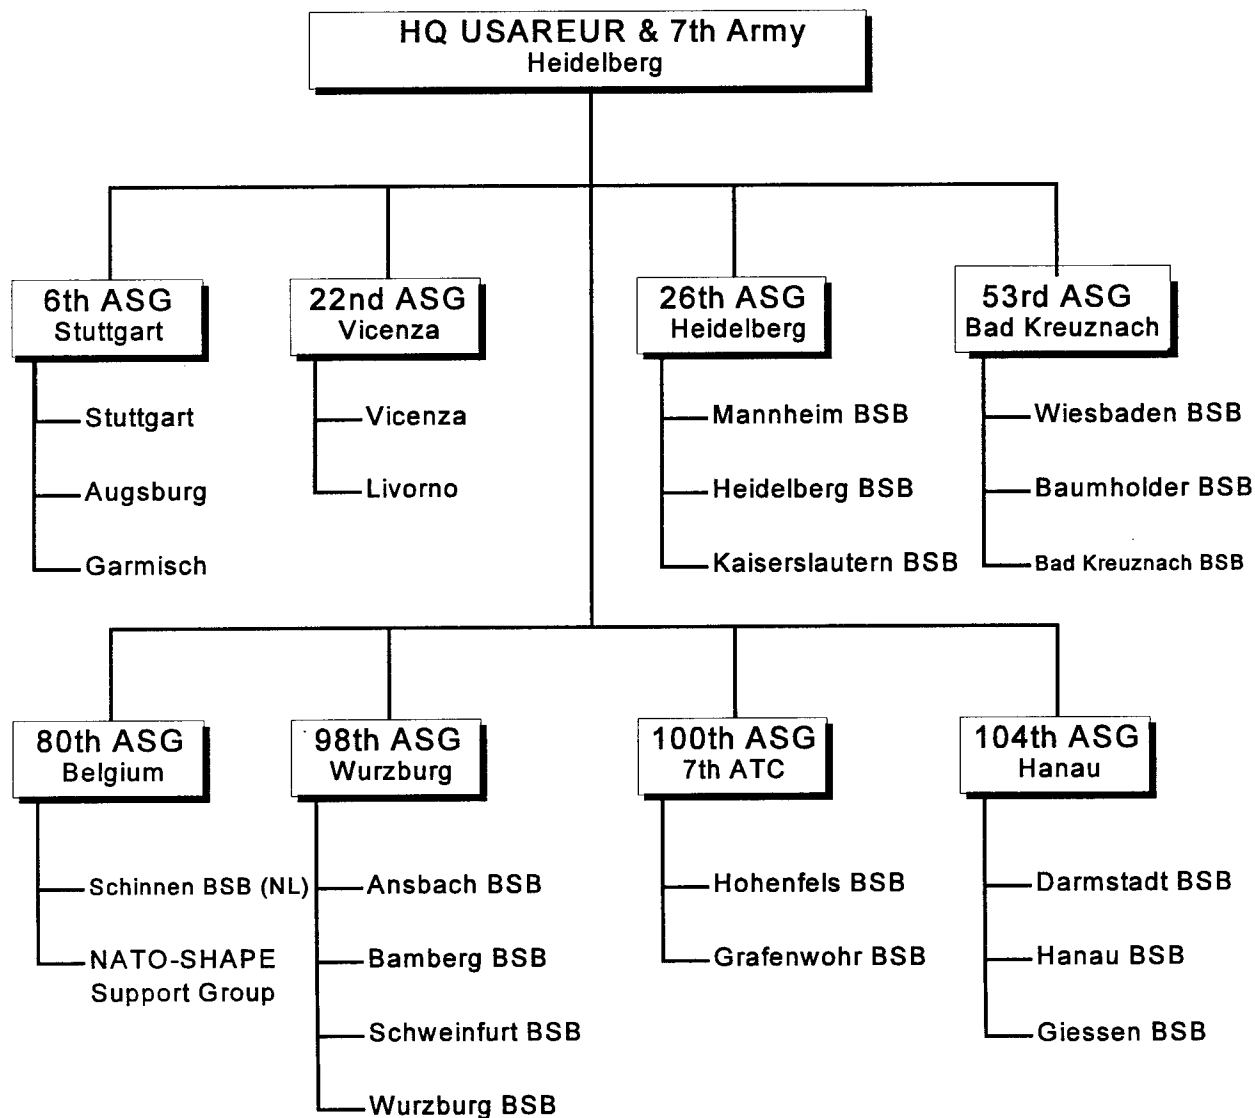 HQ USAREUR & 7th Army
Heidelberg
6th ASG
Stuttgart
Stuttgart
Augsburg
Garmisch
22nd ASG
Vicenza
Vicenza
Livorno
26th ASG
Heidelberg
Mannheim BSB
Heidelberg BSB
Kaiserslautern BSB
53rd ASG
Bad Kreuznach
Wiesbaden BSB
Baumholder BSB
Bad Kreuznach BSB
80th ASG
Belgium
Schinnen BSB (NL)
NATO-SHAPE
Support Group
98th ASG
Wurzburg
Ansbach BSB
Bamberg BSB
Schweinfurt BSB
Wurzburg BSB
100th ASG
7th ATC
Hohenfels BSB
Grafenwohr BSB
104th ASG
Hanau
Darmstadt BSB
Hanau BSB
Giessen BSB